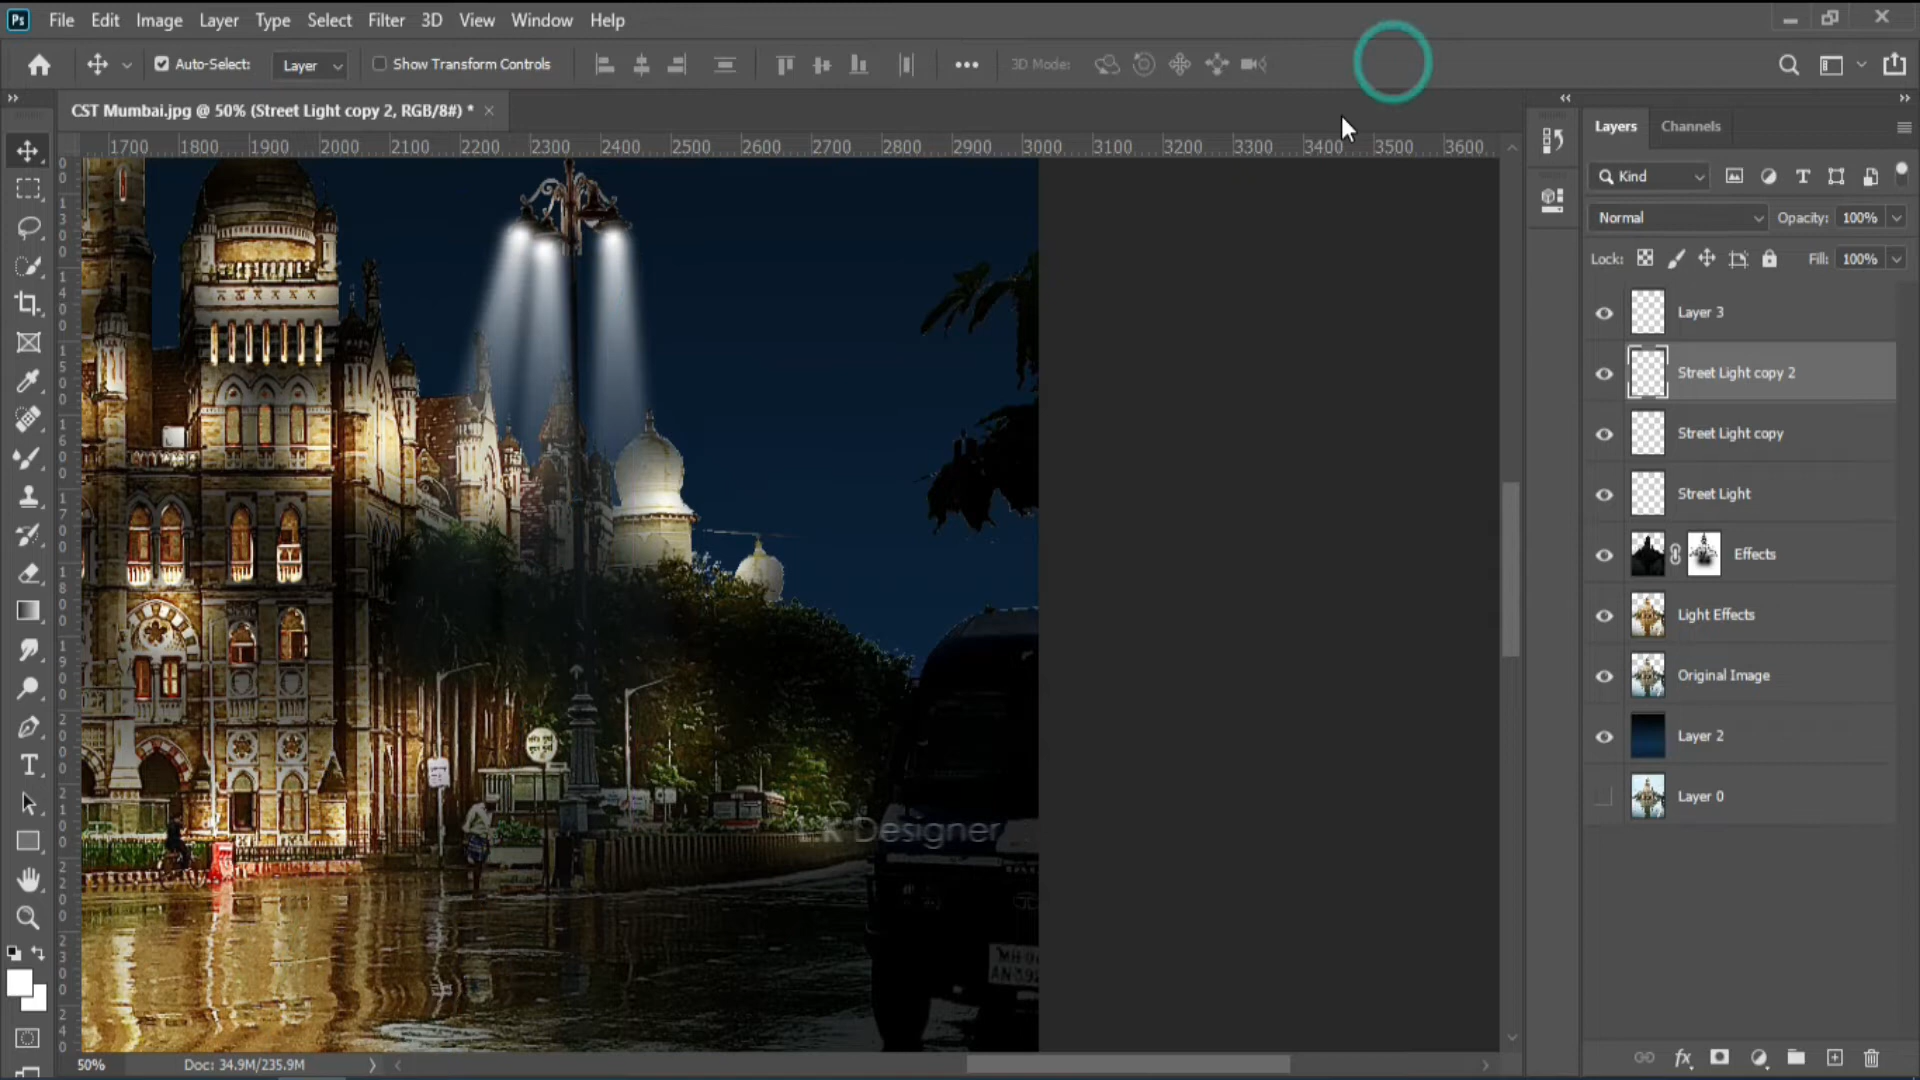 Ps File Edit Image Layer Type Select Filter 3D View Window Help
Auto-Select: Layer Show Transform Controls ••• 3D Mode:
CST Mumbai.jpg @ 50% (Street Light copy 2, RGB/8#) * ×
1700 1800 1900 2000 2100 2200 2300 2400 2500 2600 2700 2800 2900 3000 3100 3200 3300 3400 3500 3600
Layers Channels
Kind
Normal Opacity: 100%
Lock: Fill: 100%
Layer 3
Street Light copy 2
Street Light copy
Street Light
Effects
Light Effects
Original Image
Layer 2
Layer 0
Designer
50% Doc: 34.9M/235.9M